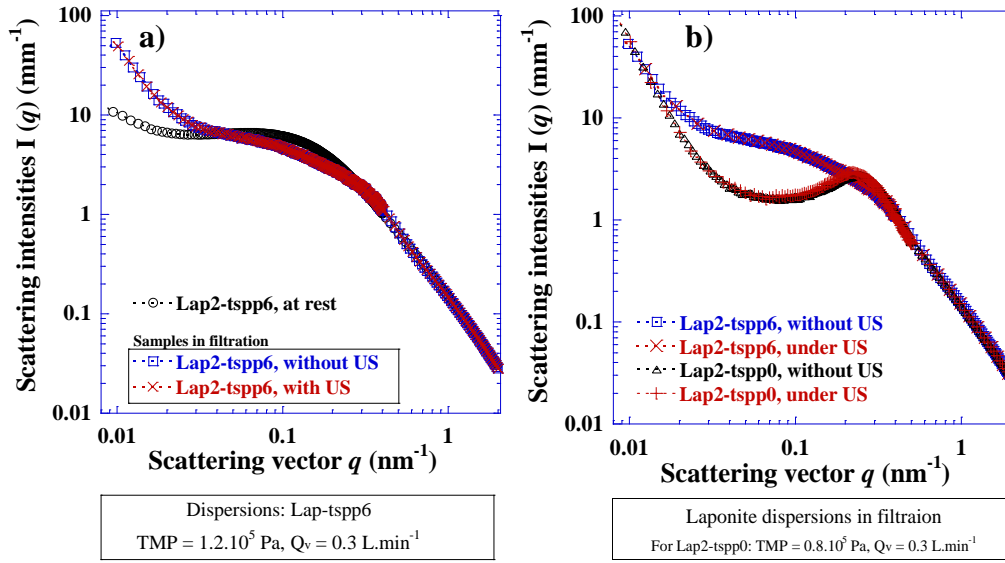 a)
Scattering intensities I (q) (mm⁻¹)
100
10
1
0.1
0.01
Lap2-tspp6, at rest
Samples in filtration
Lap2-tspp6, without US
Lap2-tspp6, with US
0.01 0.1 1
Scattering vector q (nm⁻¹)
Dispersions: Lap-tspp6
TMP = 1.2.10⁵ Pa, Qv = 0.3 L.min⁻¹
b)
Scattering intensities I (q) (mm⁻¹)
100
10
1
0.1
0.01
Lap2-tspp6, without US
Lap2-tspp6, under US
Lap2-tspp0, without US
Lap2-tspp0, under US
0.01 0.1 1
Scattering vector q (nm⁻¹)
Laponite dispersions in filtraion
For Lap2-tspp0: TMP = 0.8.10⁵ Pa, Qv = 0.3 L.min⁻¹